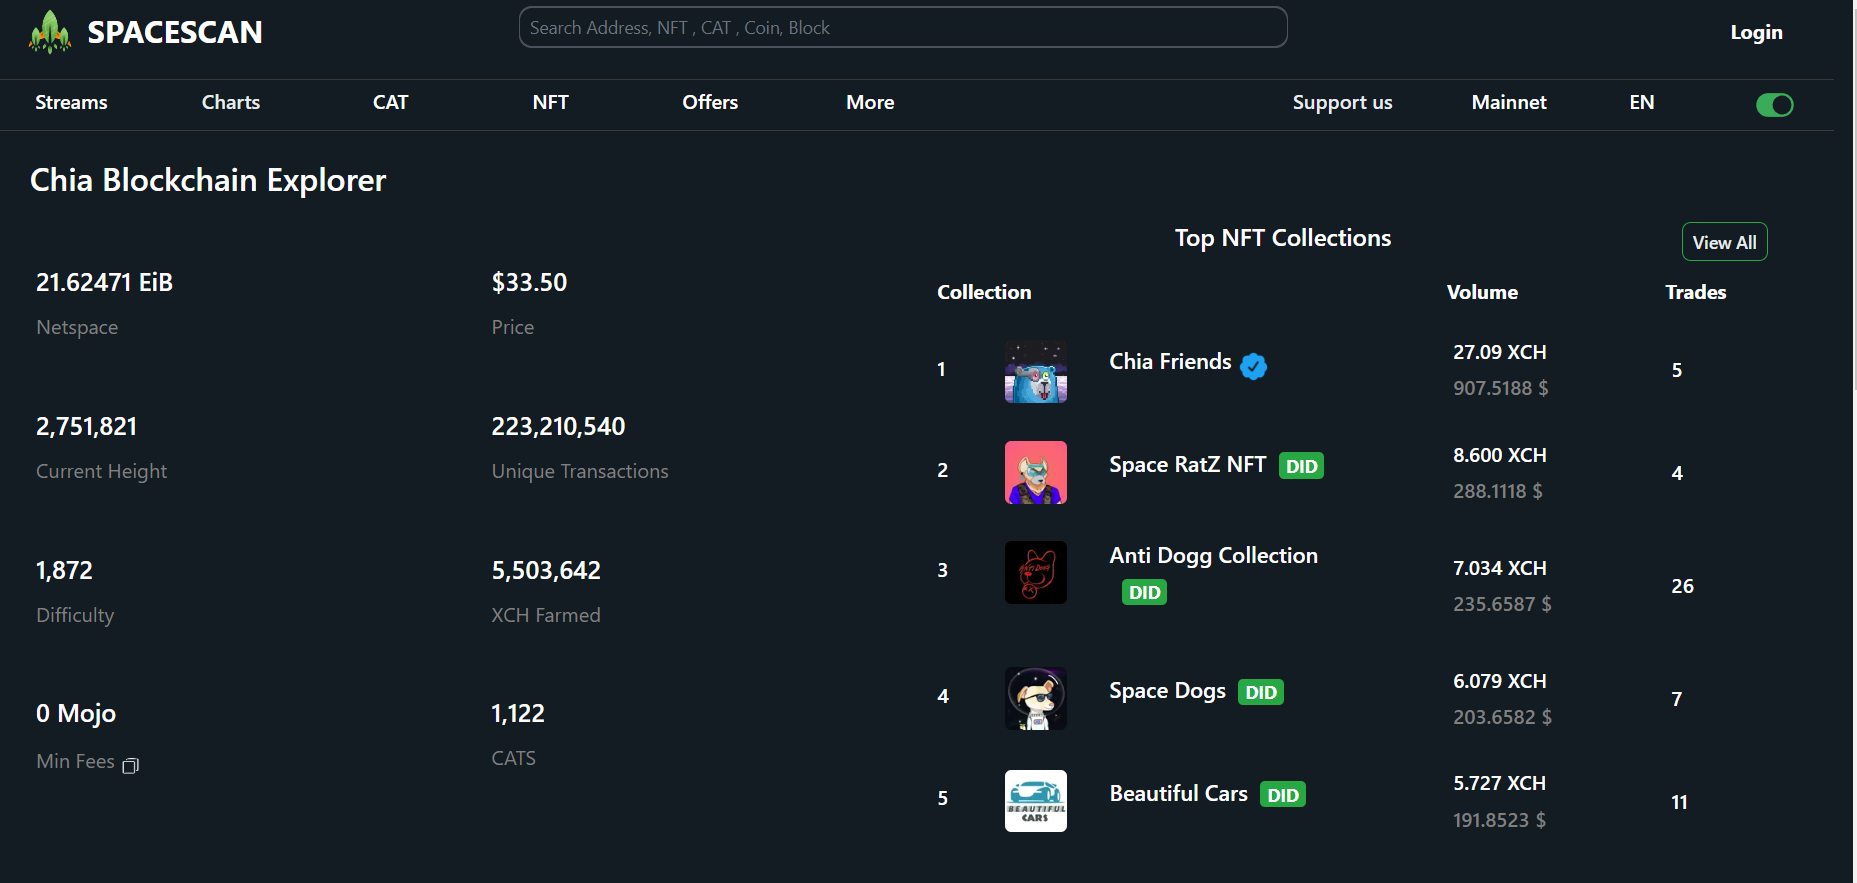 SPACESCAN
Search Address, NFT , CAT , Coin, Block
Login
Streams
Charts
CAT
NFT
Offers
More
Support us
Mainnet
EN
Chia Blockchain Explorer
21.62471 EiB
Netspace
$33.50
Price
2,751,821
Current Height
223,210,540
Unique Transactions
1,872
Difficulty
5,503,642
XCH Farmed
0 Mojo
Min Fees
1,122
CATS
Top NFT Collections
View All
Collection
Volume
Trades
1
Chia Friends
27.09 XCH
907.5188 $
5
2
Space RatZ NFT DID
8.600 XCH
288.1118 $
4
3
ANTI DOGG
Anti Dogg Collection
DID
7.034 XCH
235.6587 $
26
4
Space Dogs DID
6.079 XCH
203.6582 $
7
5
BEAUTIFUL
CARS
Beautiful Cars DID
5.727 XCH
191.8523 $
11